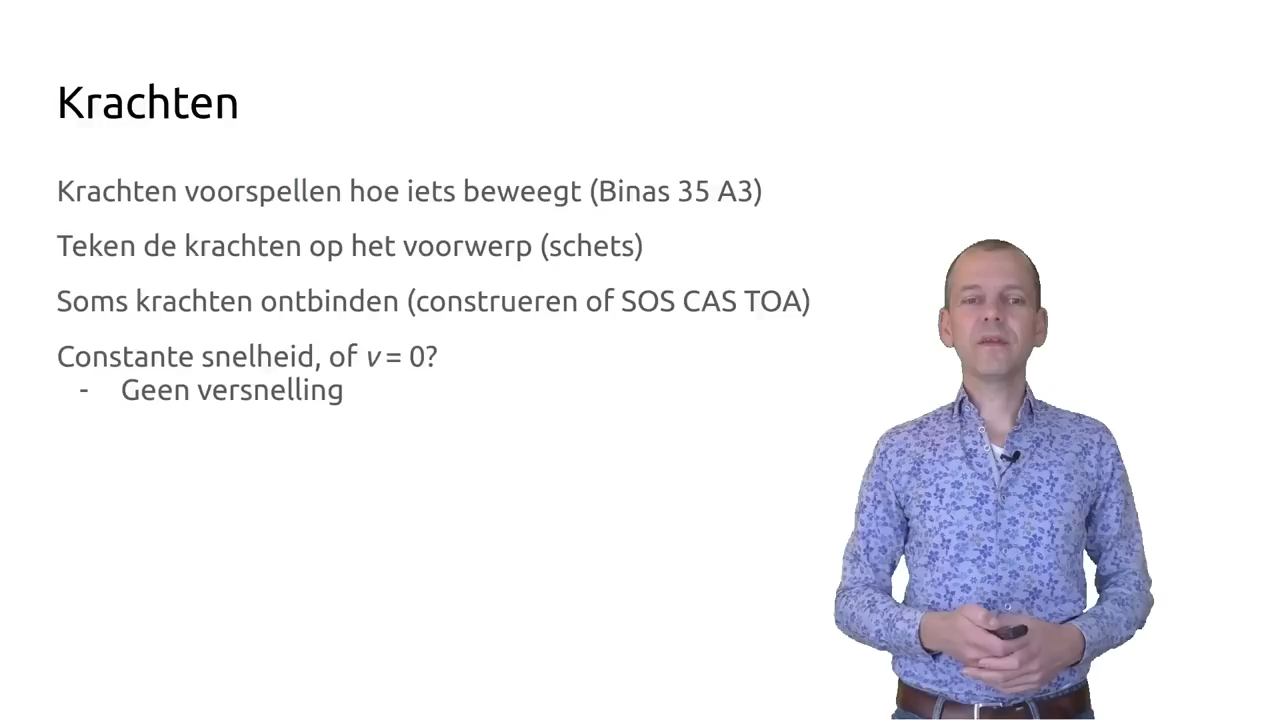 Krachten
Krachten voorspellen hoe iets beweegt (Binas 35 A3)
Teken de krachten op het voorwerp (schets)
Soms krachten ontbinden (construeren of SOS CAS TOA)
Constante snelheid, of v = 0?
- Geen versnelling